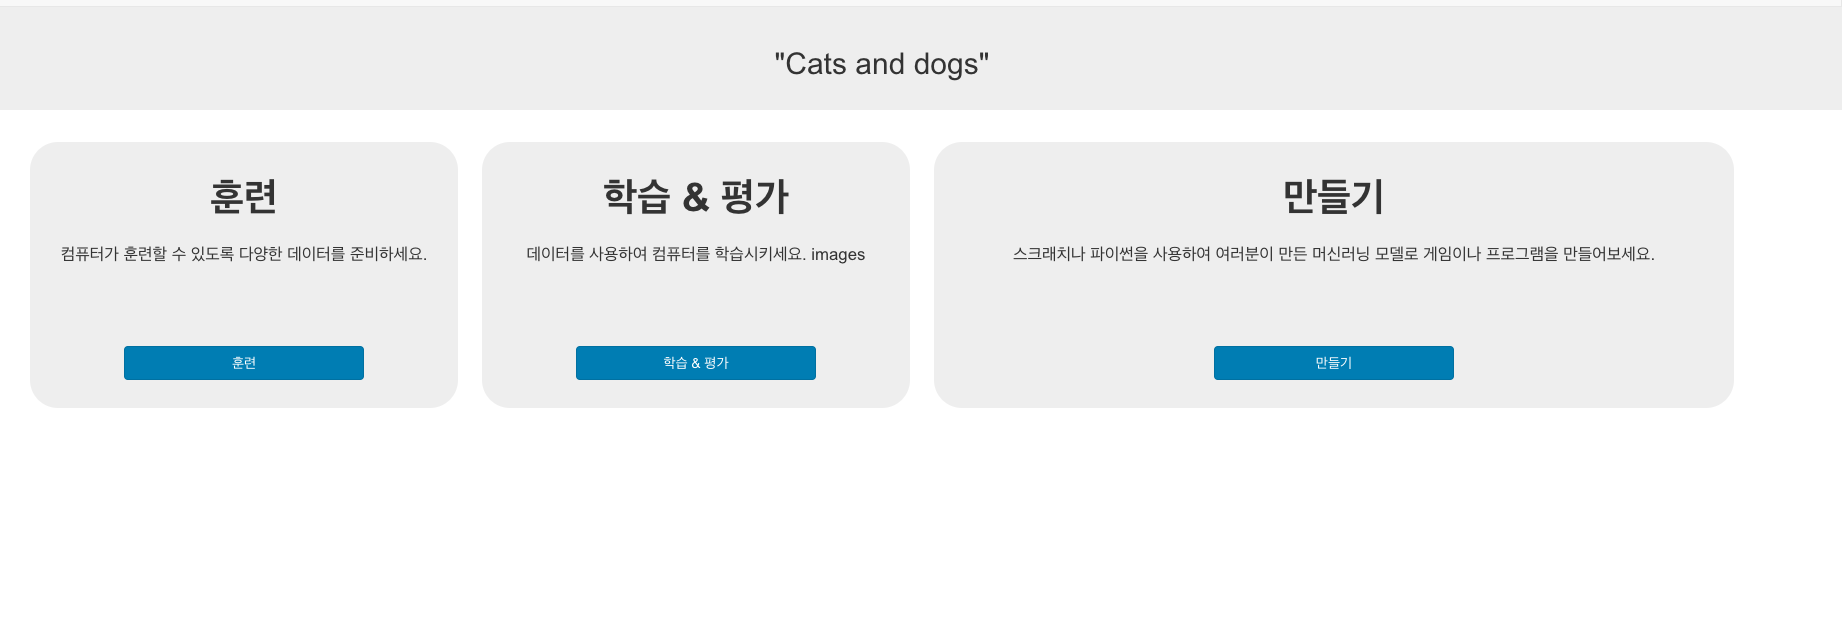 "Cats and dogs"
훈련
컴퓨터가 훈련할 수 있도록 다양한 데이터를 준비하세요.
훈련
학습 & 평가
데이터를 사용하여 컴퓨터를 학습시키세요. images
학습 & 평가
만들기
스크래치나 파이썬을 사용하여 여러분이 만든 머신러닝 모델로 게임이나 프로그램을 만들어보세요.
만들기